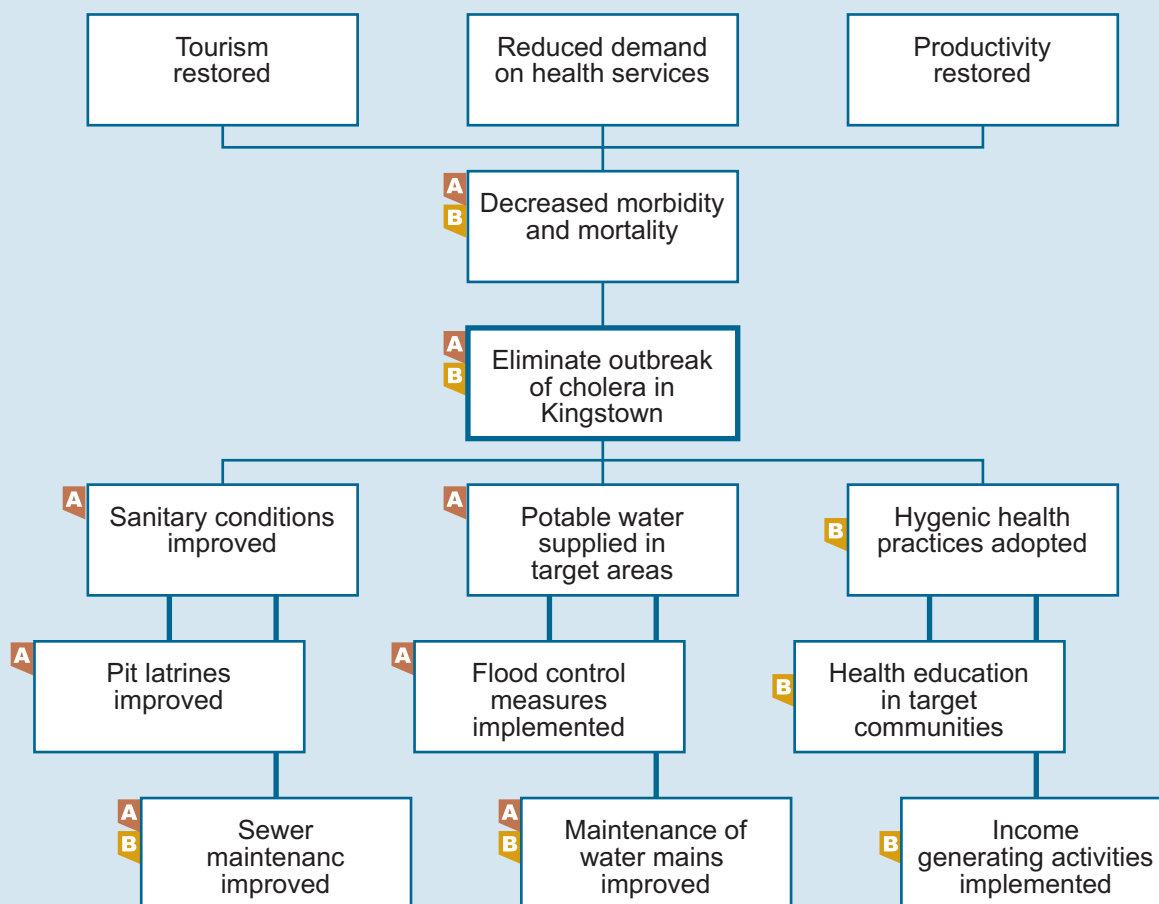 Tourism
restored
Reduced demand
on health services
Productivity
restored
A
B
Decreased morbidity
and mortality
A
B
Eliminate outbreak
of cholera in
Kingstown
A
Sanitary conditions
improved
A
Potable water
supplied in
target areas
B
Hygenic health
practices adopted
A
Pit latrines
improved
A
Flood control
measures
implemented
B
Health education
in target
communities
A
B
Sewer
maintenanc
improved
A
B
Maintenance of
water mains
improved
B
Income
generating activities
implemented